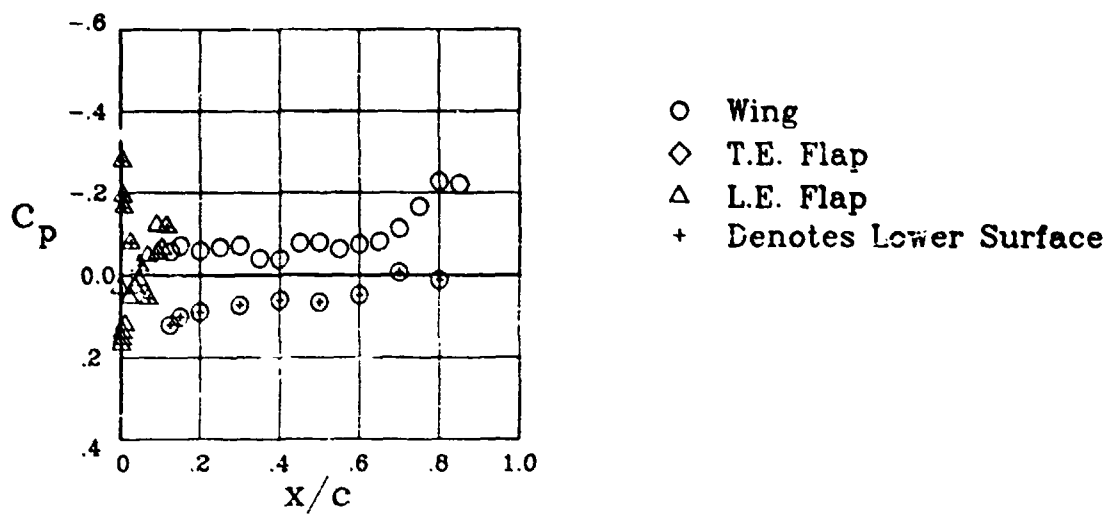 -.6
-.4
-.2
0.0
.2
.4
Cp
0 .2 .4 .6 .8 1.0
x/c
Wing
T.E. Flap
L.E. Flap
+ Denotes Lower Surface